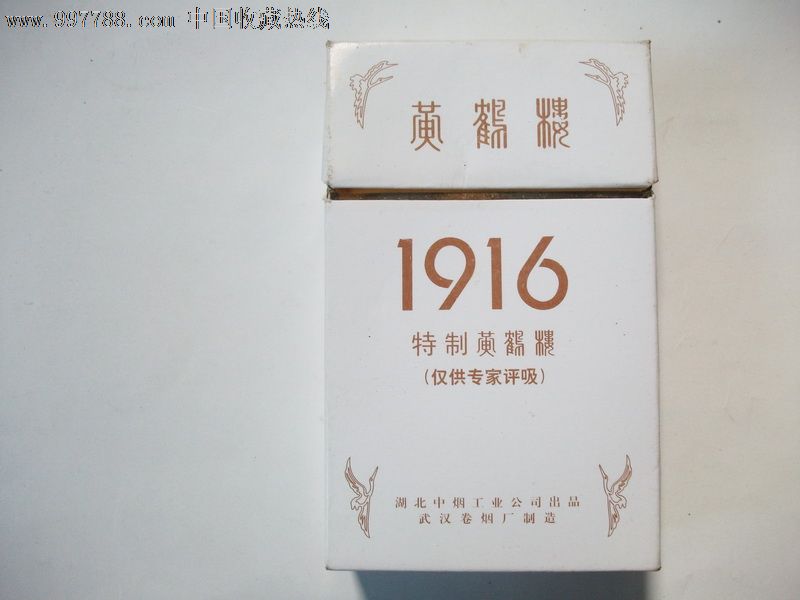 www.997788.com 中国收藏热线
黄鹤樓
1916
特制黄鹤樓
(仅供专家评吸)
湖北中烟工业公司出品
武汉卷烟厂制造